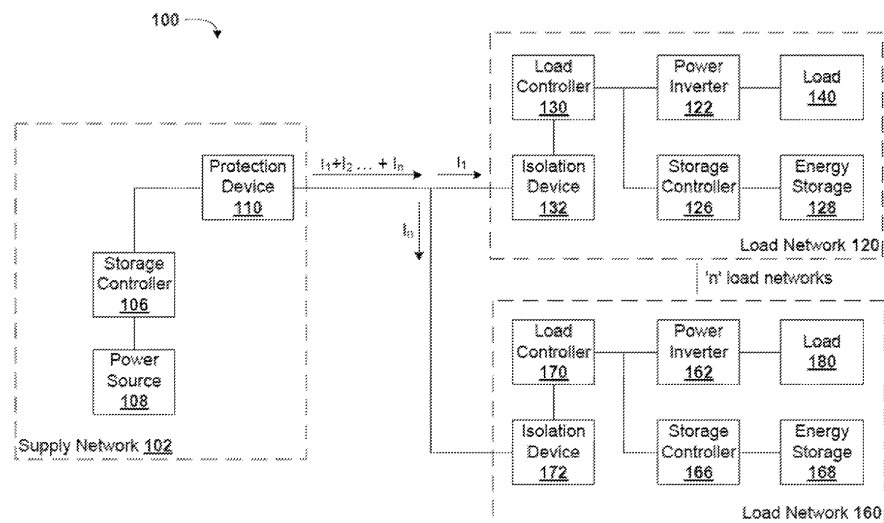 100
Load
Controller
130
Power
Inverter
122
Load
140
Protection
Device
110
I1+I2 ... + In
I1
Isolation
Device
132
Storage
Controller
126
Energy
Storage
128
In
Load Network 120
Storage
Controller
106
'n' load networks
Power
Source
108
Load
Controller
170
Power
Inverter
162
Load
180
Supply Network 102
Isolation
Device
172
Storage
Controller
166
Energy
Storage
168
Load Network 160